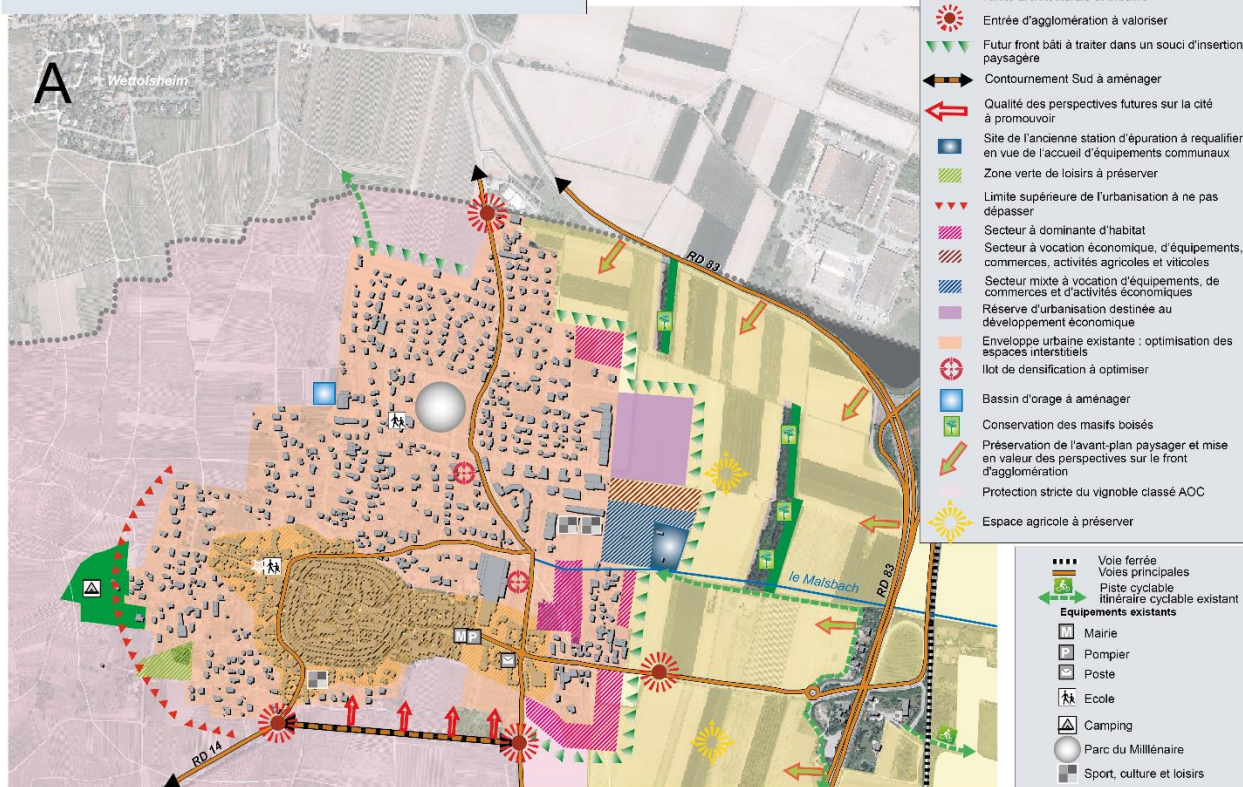 A
Wettolsheim
RD 83
le Malsbach
RD 83
M P
RD 14
Entrée d'agglomération à valoriser
Futur front bâti à traiter dans un souci d'insertion
paysagère
Contournement Sud à aménager
Qualité des perspectives futures sur la cité
à promouvoir
Site de l'ancienne station d'épuration à requalifier
en vue de l'accueil d'équipements communaux
Zone verte de loisirs à préserver
Limite supérieure de l'urbanisation à ne pas
dépasser
Secteur à dominante d'habitat
Secteur à vocation économique, d'équipements,
commerces, activités agricoles et viticoles
Secteur mixte à vocation d'équipements, de
commerces et d'activités économiques
Réserve d'urbanisation destinée au
développement économique
Enveloppe urbaine existante : optimisation des
espaces interstitiels
Ilot de densification à optimiser
Bassin d'orage à aménager
Conservation des masifs boisés
Préservation de l'avant-plan paysager et mise
en valeur des perspectives sur le front
d'agglomération
Protection stricte du vignoble classé AOC
Espace agricole à préserver
Voie ferrée
Voies principales
Piste cyclable
itinéraire cyclable existant
Equipements existants
M Mairie
P Pompier
Poste
Ecole
Camping
Parc du Milllénaire
Sport, culture et loisirs